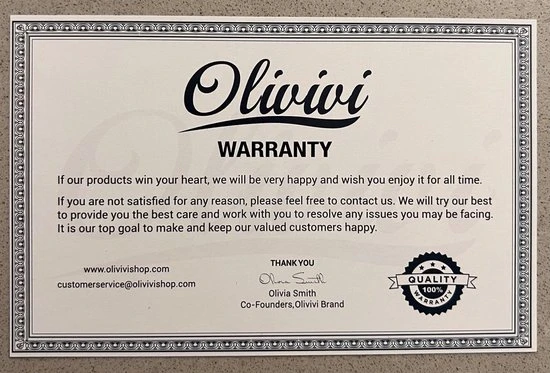 Olivivi
WARRANTY
If our products win your heart, we will be very happy and wish you enjoy it for all time.
If you are not satisfied for any reason, please feel free to contact us. We will try our best
to provide you the best care and work with you to resolve any issues you may be facing.
It is our top goal to make and keep our valued customers happy.
www.olivivishop.com
customerservice@olivivishop.com
THANK YOU
Olivia Smith
Olivia Smith
Co-Founders,Olivivi Brand
QUALITY
100%
WARRANTY